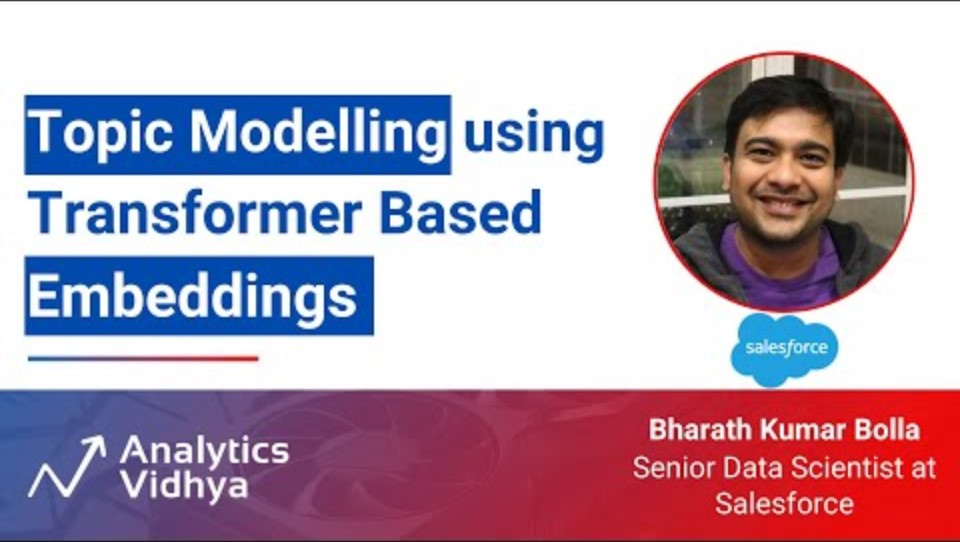 Topic Modelling using
Transformer Based
Embeddings
salesforce
Analytics
Vidhya
Bharath Kumar Bolla
Senior Data Scientist at
Salesforce